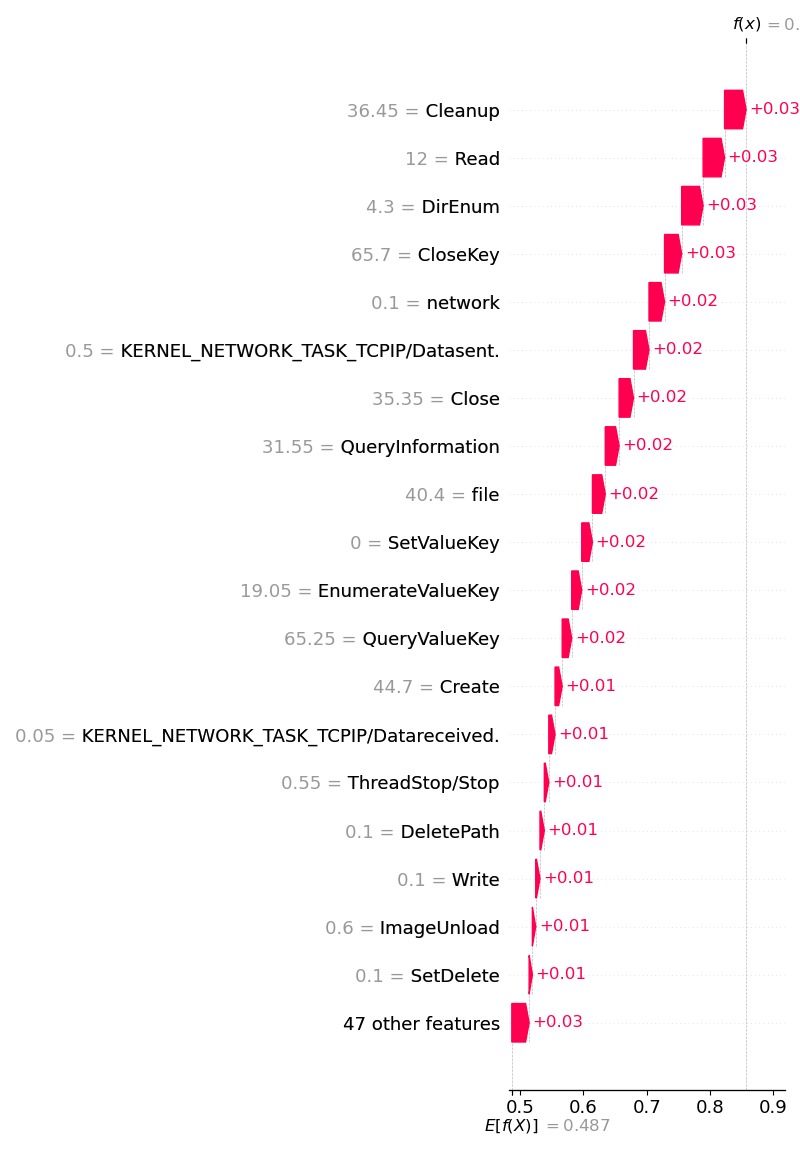 f(x) = 0.
36.45 = Cleanup +0.03
12 = Read +0.03
4.3 = DirEnum +0.03
65.7 = CloseKey +0.03
0.1 = network +0.02
0.5 = KERNEL_NETWORK_TASK_TCPIP/Datasent. +0.02
35.35 = Close +0.02
31.55 = QueryInformation +0.02
40.4 = file +0.02
0 = SetValueKey +0.02
19.05 = EnumerateValueKey +0.02
65.25 = QueryValueKey +0.02
44.7 = Create +0.01
0.05 = KERNEL_NETWORK_TASK_TCPIP/Datareceived. +0.01
0.55 = ThreadStop/Stop +0.01
0.1 = DeletePath +0.01
0.1 = Write +0.01
0.6 = ImageUnload +0.01
0.1 = SetDelete +0.01
47 other features +0.03
0.5 0.6 0.7 0.8 0.9
E[f(X)] = 0.487